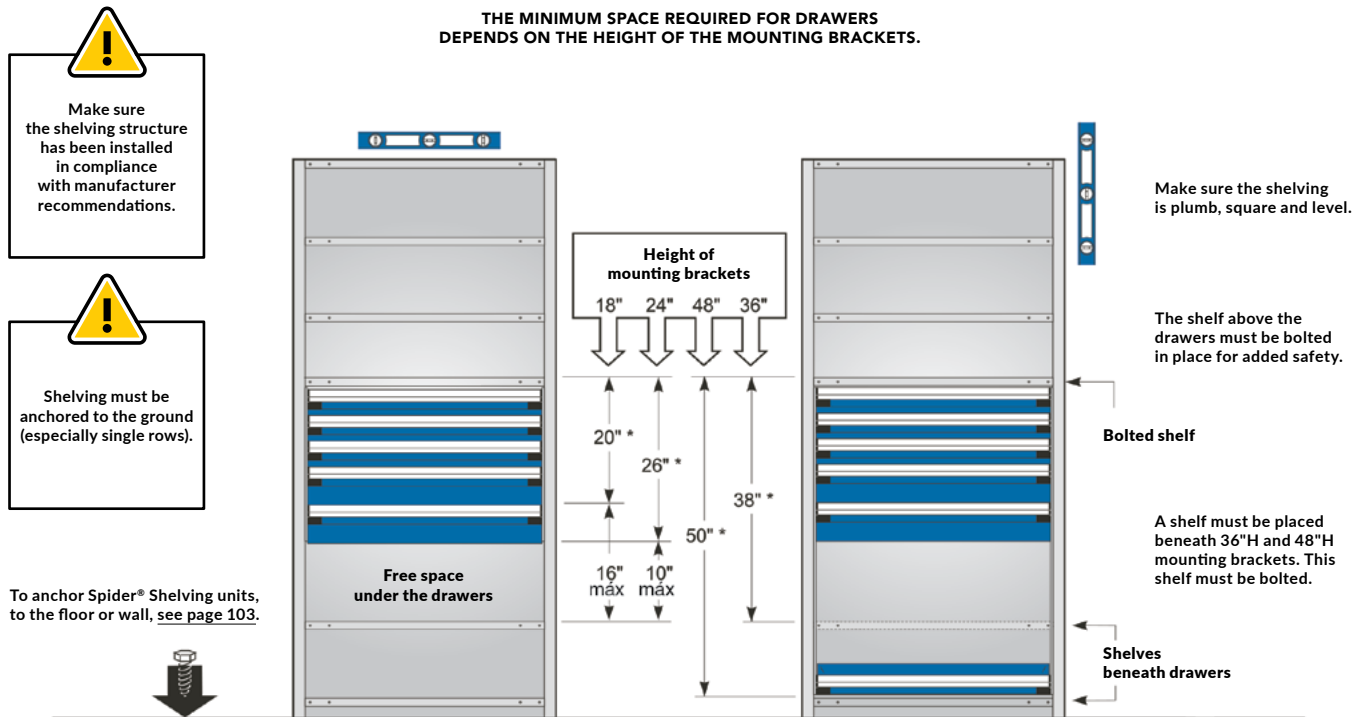 THE MINIMUM SPACE REQUIRED FOR DRAWERS
DEPENDS ON THE HEIGHT OF THE MOUNTING BRACKETS.
Make sure
the shelving structure
has been installed
in compliance
with manufacturer
recommendations.
Shelving must be
anchored to the ground
(especially single rows).
To anchor Spider® Shelving units,
to the floor or wall, see page 103.
Free space
under the drawers
Height of
mounting brackets
18" 24" 48" 36"
20" *
26" *
38" *
50" *
16" 10"
máx máx
Make sure the shelving
is plumb, square and level.
The shelf above the
drawers must be bolted
in place for added safety.
Bolted shelf
A shelf must be placed
beneath 36"H and 48"H
mounting brackets. This
shelf must be bolted.
Shelves
beneath drawers